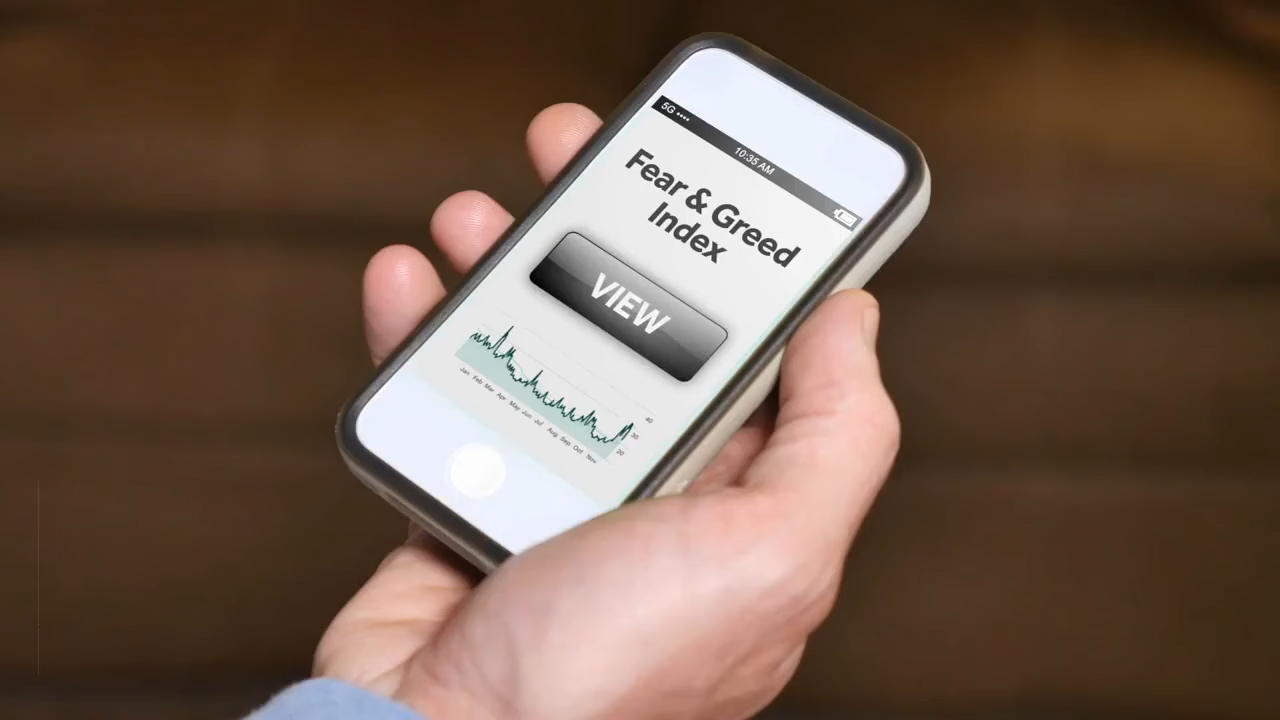 5G
10:35 AM
Fear & Greed
Index
VIEW
40
30
20
Jan Feb Mar Apr May Jun Jul Aug Sep Oct Nov